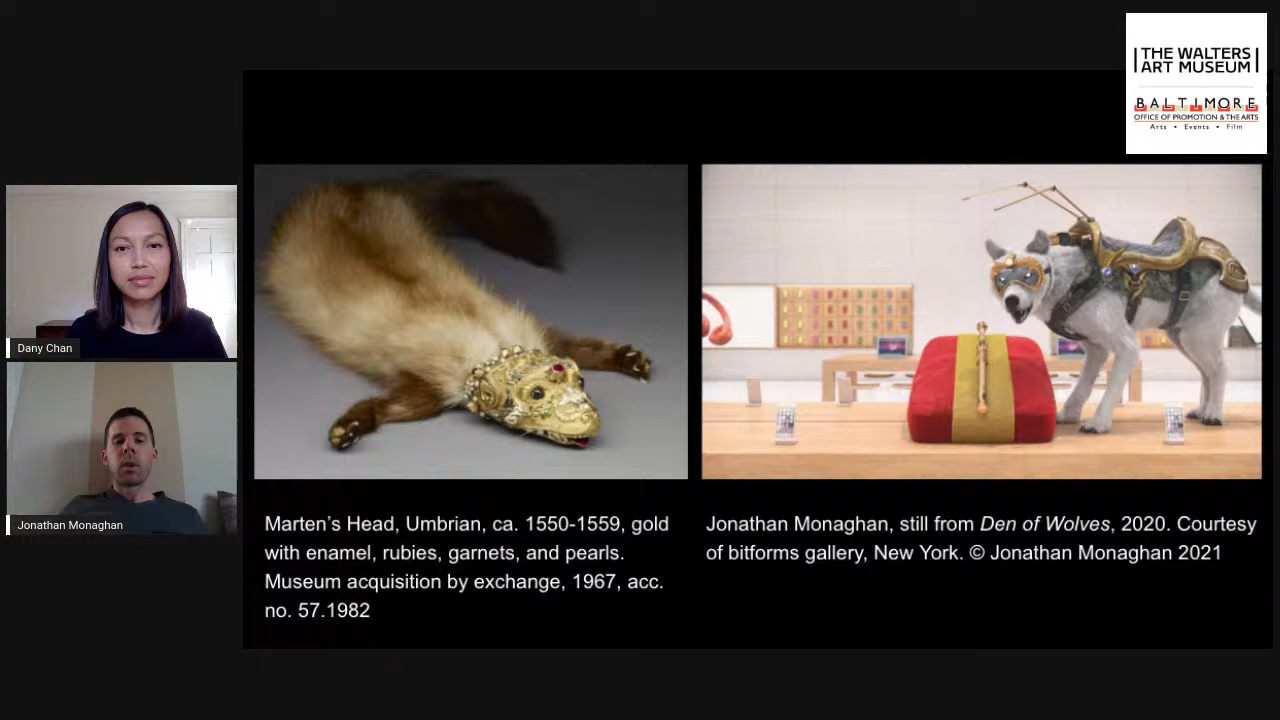 THE WALTERS
ART MUSEUM
BALTIMORE
OFFICE OF PROMOTION & THE ARTS
Arts • Events • Film
Dany Chan
Jonathan Monaghan
Marten's Head, Umbrian, ca. 1550-1559, gold
with enamel, rubies, garnets, and pearls.
Museum acquisition by exchange, 1967, acc.
no. 57.1982
Jonathan Monaghan, still from Den of Wolves, 2020. Courtesy
of bitforms gallery, New York. © Jonathan Monaghan 2021